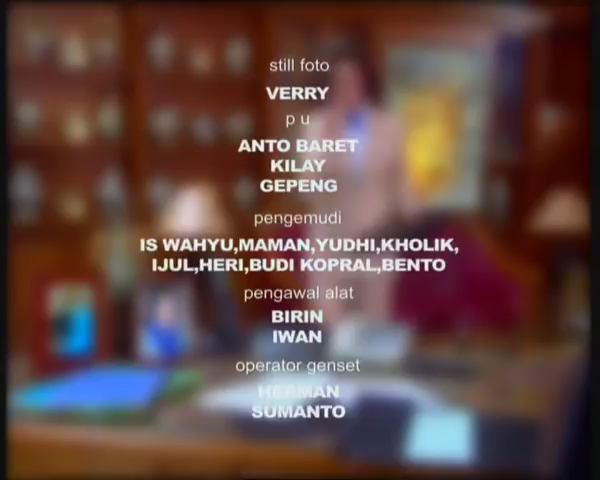 still foto
VERRY
p u
ANTO BARET
KILAY
GEPENG
pengemudi
IS WAHYU,MAMAN,YUDHI,KHOLIK,
IJUL,HERI,BUDI KOPRAL,BENTO
pengawal alat
BIRIN
IWAN
operator genset
HERMAN
SUMANTO